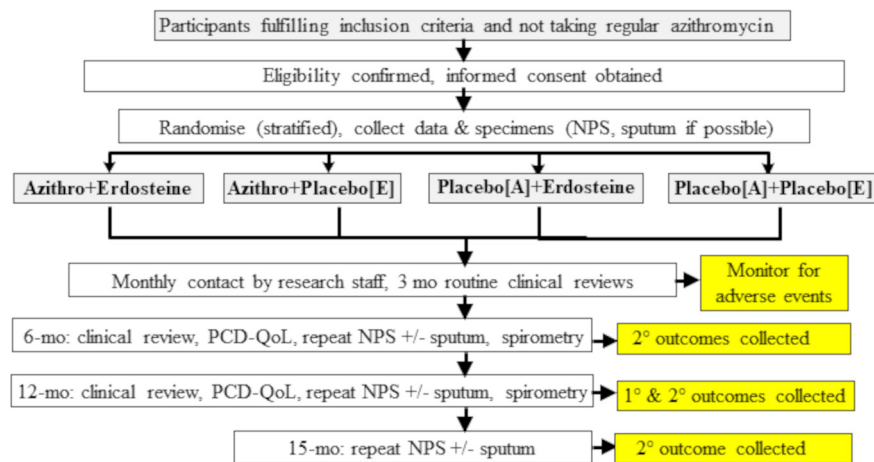 Participants fulfilling inclusion criteria and not taking regular azithromycin
Eligibility confirmed, informed consent obtained
Randomise (stratified), collect data & specimens (NPS, sputum if possible)
Azithro+Erdosteine
Azithro+Placebo[E]
Placebo[A]+Erdosteine
Placebo[A]+Placebo[E]
Monthly contact by research staff, 3 mo routine clinical reviews
Monitor for
adverse events
6-mo: clinical review, PCD-QoL, repeat NPS +/- sputum, spirometry
2° outcomes collected
12-mo: clinical review, PCD-QoL, repeat NPS +/- sputum, spirometry
1° & 2° outcomes collected
15-mo: repeat NPS +/- sputum
2° outcome collected